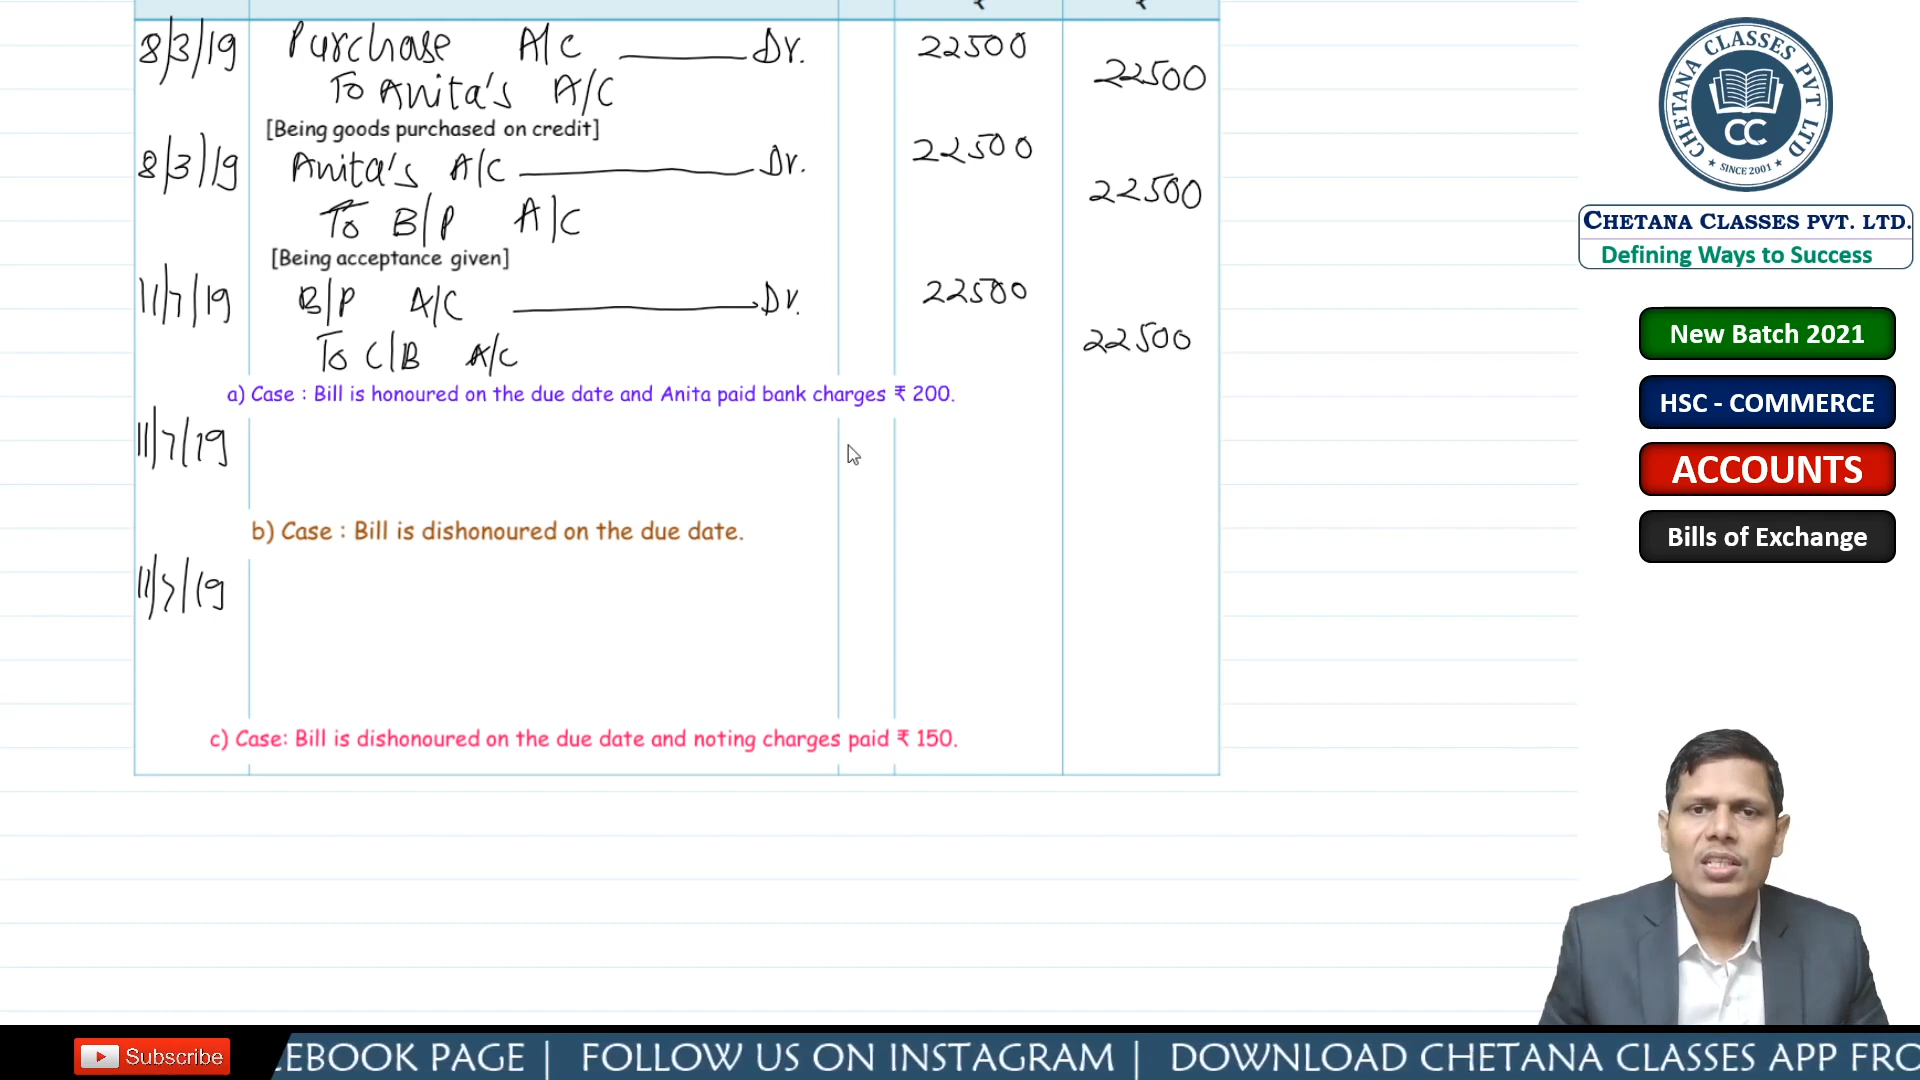 ₹ ₹
8/3/19 Purchase A/C Dr. 22500
To Anita's A/C 22500
[Being goods purchased on credit]
8/3/19 Anita's A/C Dr. 22500
To B/P A/C 22500
[Being acceptance given]
11/7/19 B/P A/C Dr. 22500
To C/B A/C 22500
a) Case : Bill is honoured on the due date and Anita paid bank charges ₹ 200.
11/7/19
b) Case : Bill is dishonoured on the due date.
11/7/19
c) Case: Bill is dishonoured on the due date and noting charges paid ₹ 150.
CHETANA CLASSES PVT LTD
CC
SINCE 2001
CHETANA CLASSES PVT. LTD.
Defining Ways to Success
New Batch 2021
HSC - COMMERCE
ACCOUNTS
Bills of Exchange
Subscribe
EBOOK PAGE | FOLLOW US ON INSTAGRAM | DOWNLOAD CHETANA CLASSES APP FRO